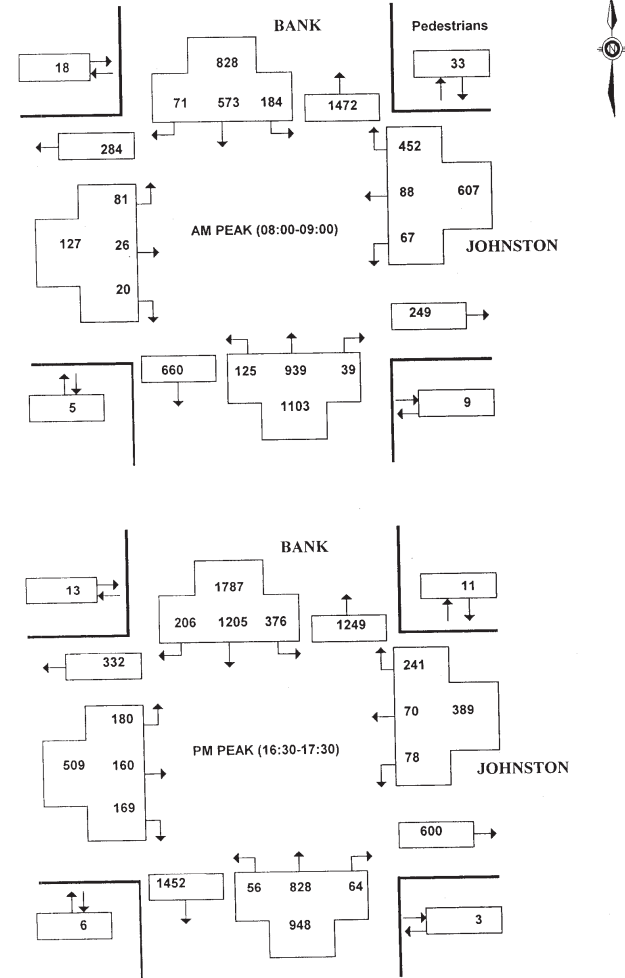 BANK
Pedestrians
N
18
828
33
71 573 184
1472
284
452
88 607
67
81
127 26
20
AM PEAK (08:00-09:00)
JOHNSTON
249
660
125 939 39
1103
5
9
BANK
13
1787
11
206 1205 376
1249
332
241
70 389
78
180
509 160
169
PM PEAK (16:30-17:30)
JOHNSTON
600
1452
56 828 64
948
6
3